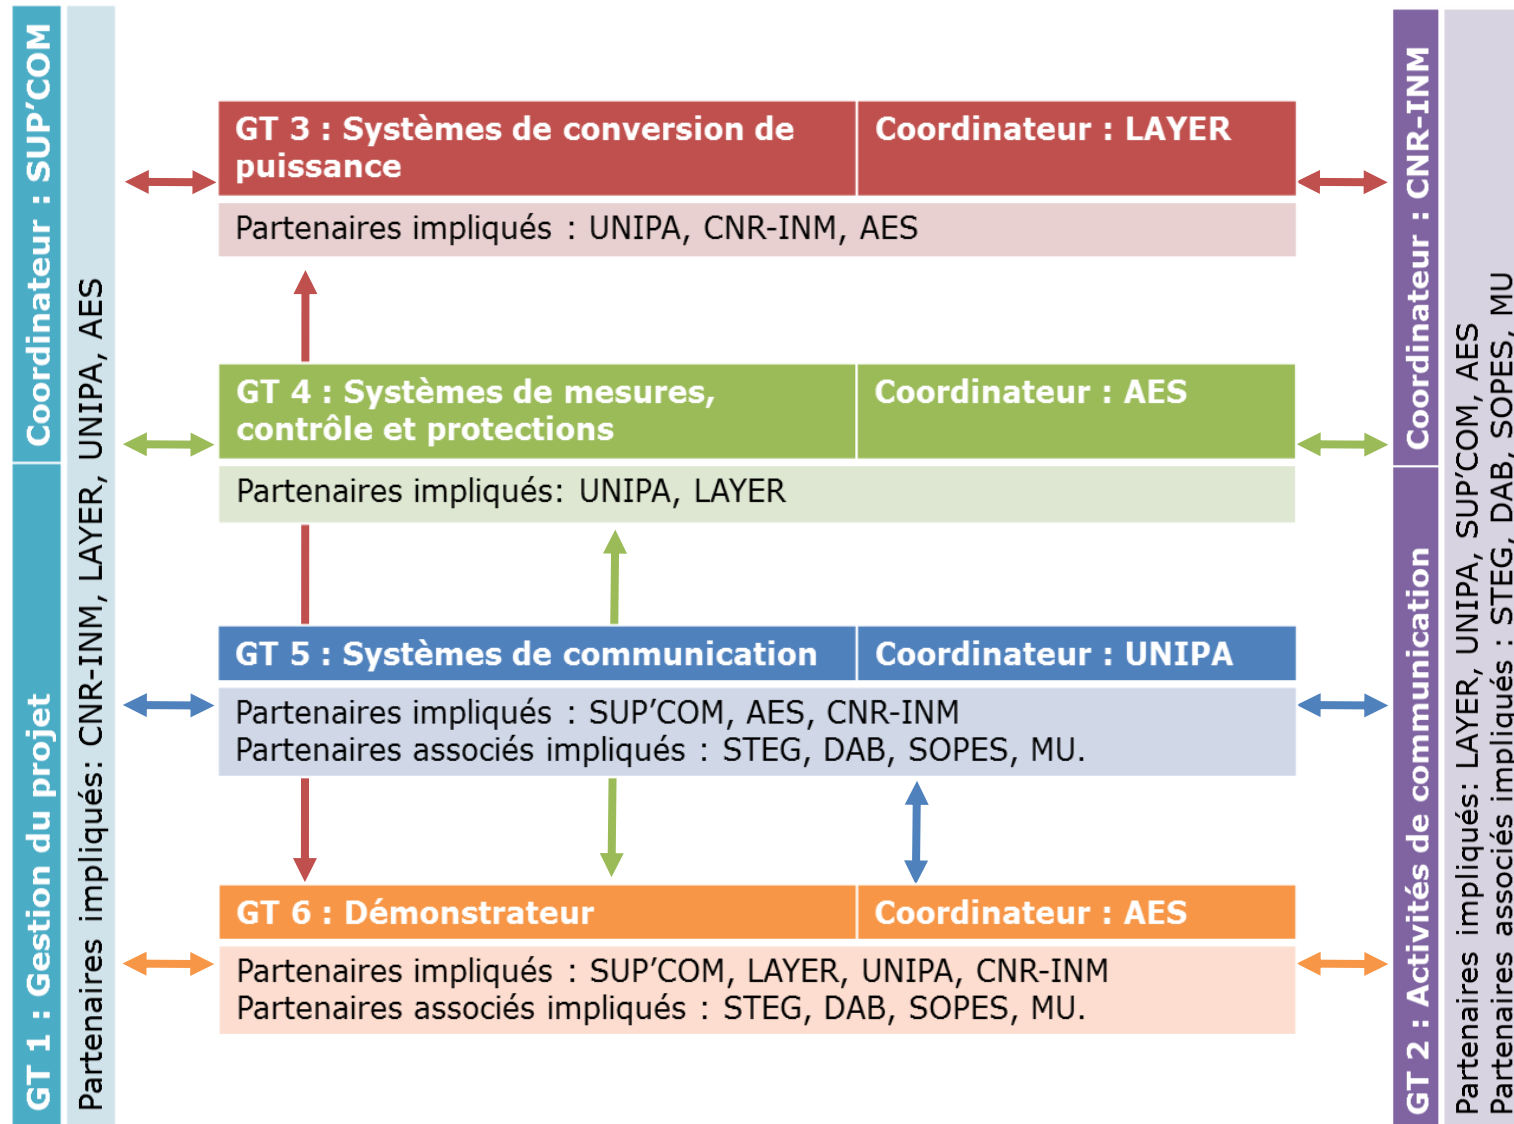 GT 1 : Gestion du projet
Coordinateur : SUP’COM
Partenaires impliqués: CNR-INM, LAYER, UNIPA, AES
GT 3 : Systèmes de conversion de
puissance
Coordinateur : LAYER
Partenaires impliqués : UNIPA, CNR-INM, AES
GT 4 : Systèmes de mesures,
contrôle et protections
Coordinateur : AES
Partenaires impliqués: UNIPA, LAYER
GT 5 : Systèmes de communication
Coordinateur : UNIPA
Partenaires impliqués : SUP’COM, AES, CNR-INM
Partenaires associés impliqués : STEG, DAB, SOPES, MU.
GT 6 : Démonstrateur
Coordinateur : AES
Partenaires impliqués : SUP’COM, LAYER, UNIPA, CNR-INM
Partenaires associés impliqués : STEG, DAB, SOPES, MU.
GT 2 : Activités de communication
Coordinateur : CNR-INM
Partenaires impliqués: LAYER, UNIPA, SUP’COM, AES
Partenaires associés impliqués : STEG, DAB, SOPES, MU